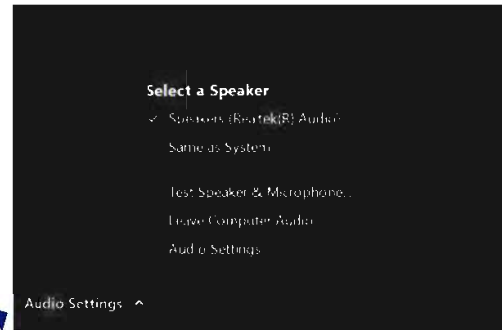 Select a Speaker
Speakers (Realtek(R) Audio)
Same as System
Test Speaker & Microphone...
Leave Computer Audio
Audio Settings
Audio Settings ^